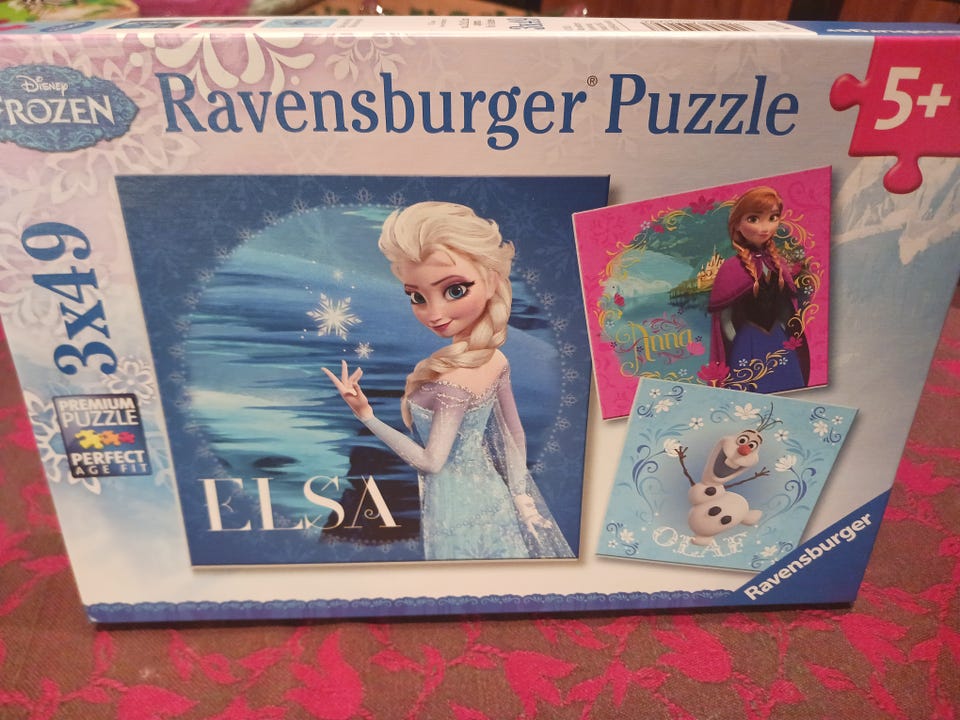 Disney
FROZEN
Ravensburger® Puzzle
5+
3x49
PREMIUM
PUZZLE
PERFECT
AGE FIT
ELSA
Anna
OLAF
Ravensburger